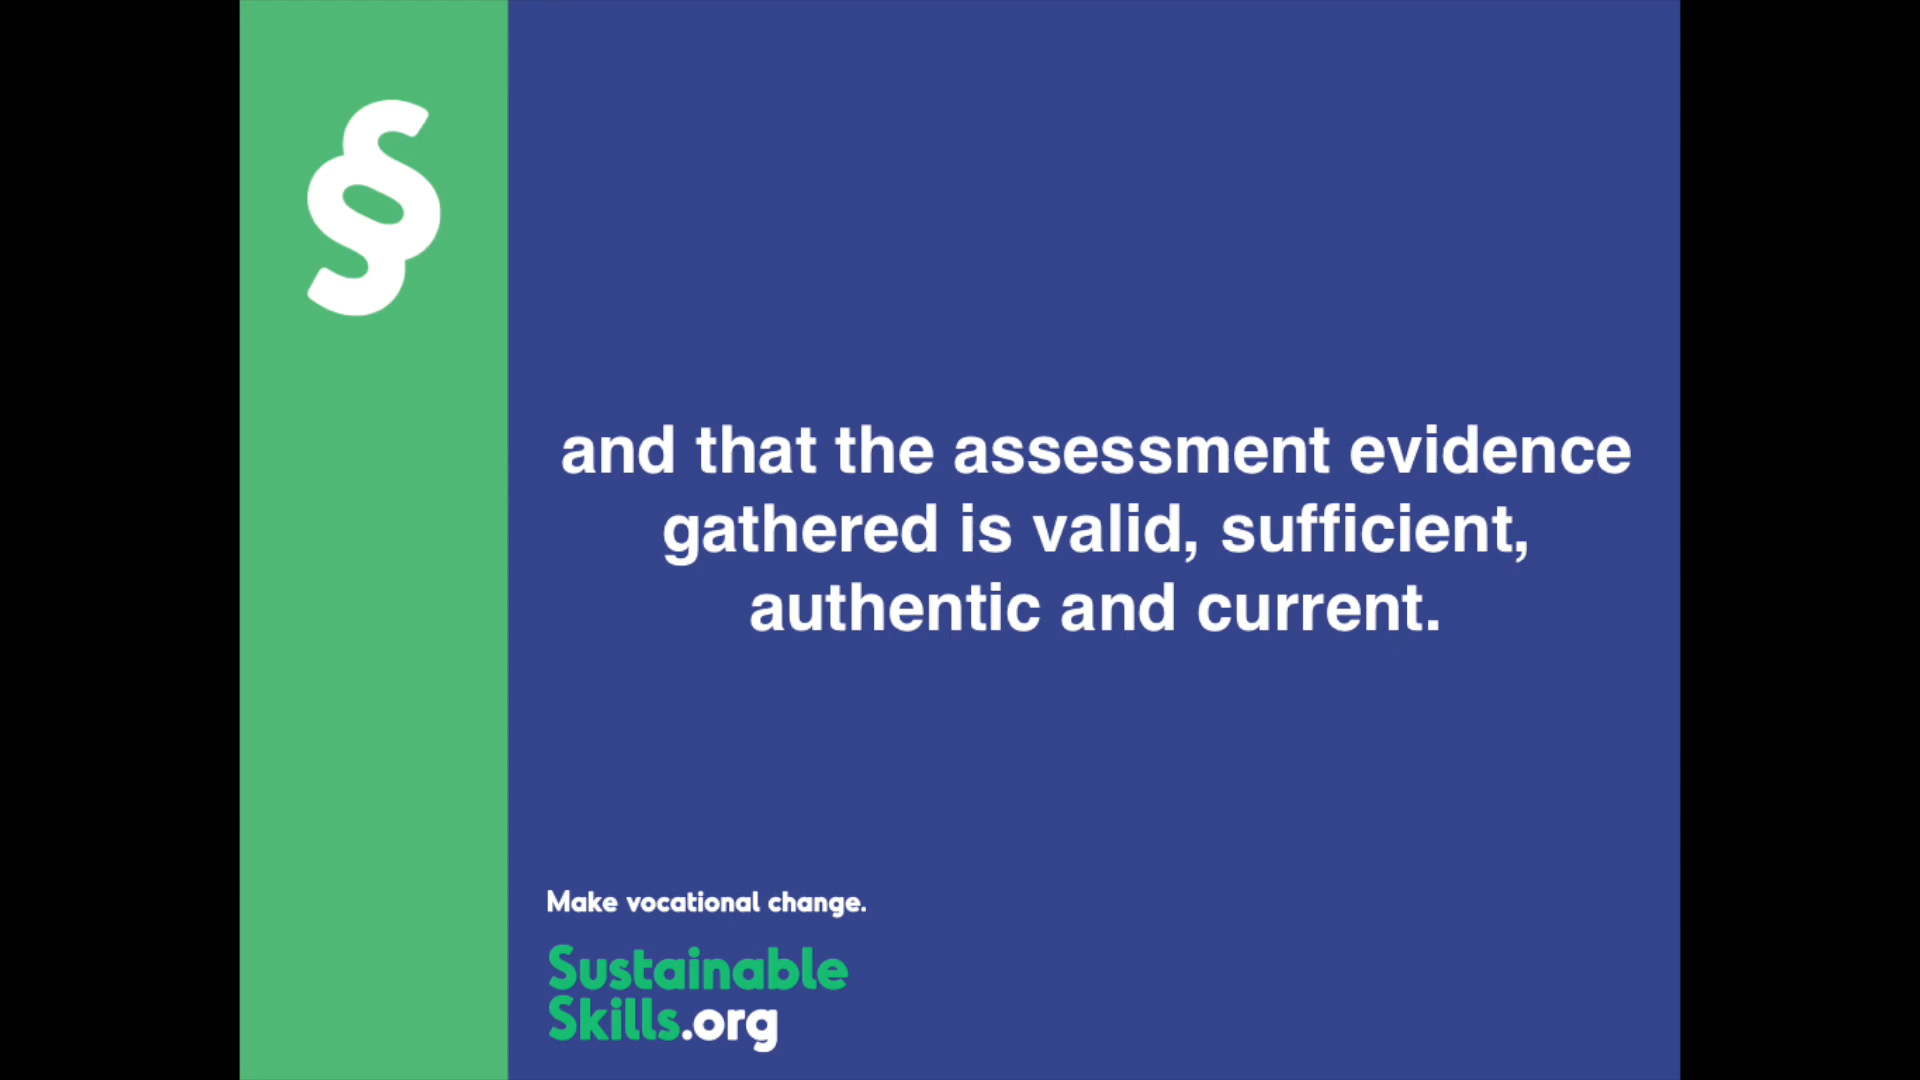 §
and that the assessment evidence
gathered is valid, sufficient,
authentic and current.
Make vocational change.
Sustainable
Skills.org